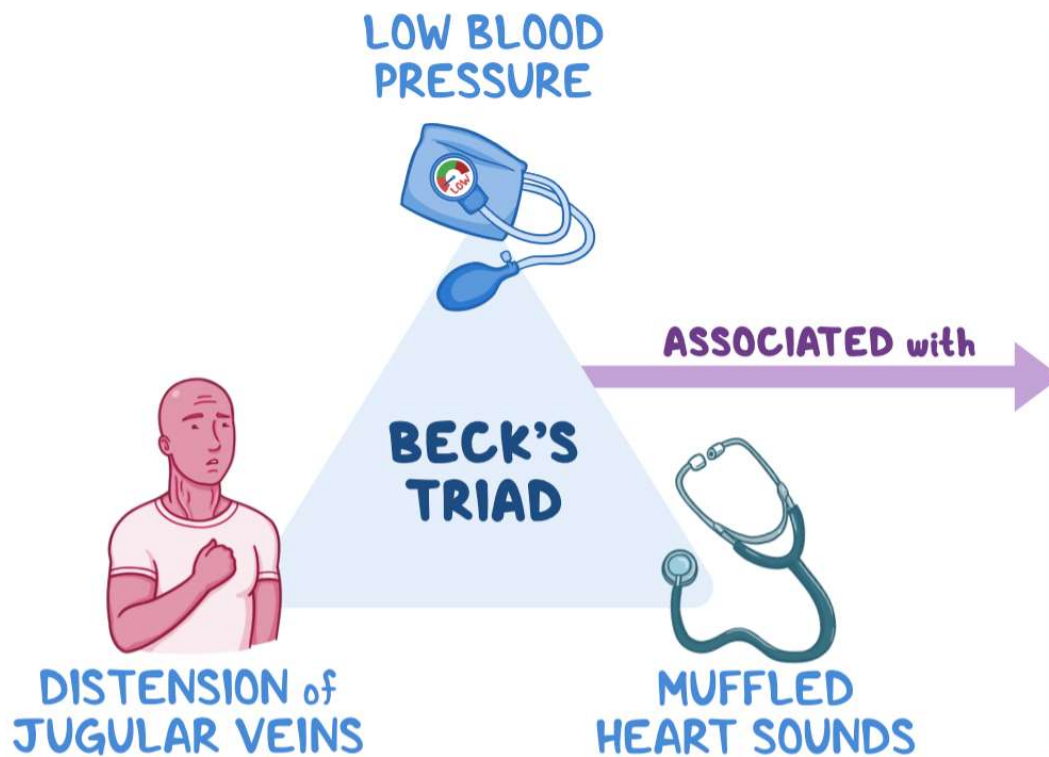 LOW BLOOD
PRESSURE
LOW
ASSOCIATED with
BECK'S
TRIAD
DISTENSION of
JUGULAR VEINS
MUFFLED
HEART SOUNDS